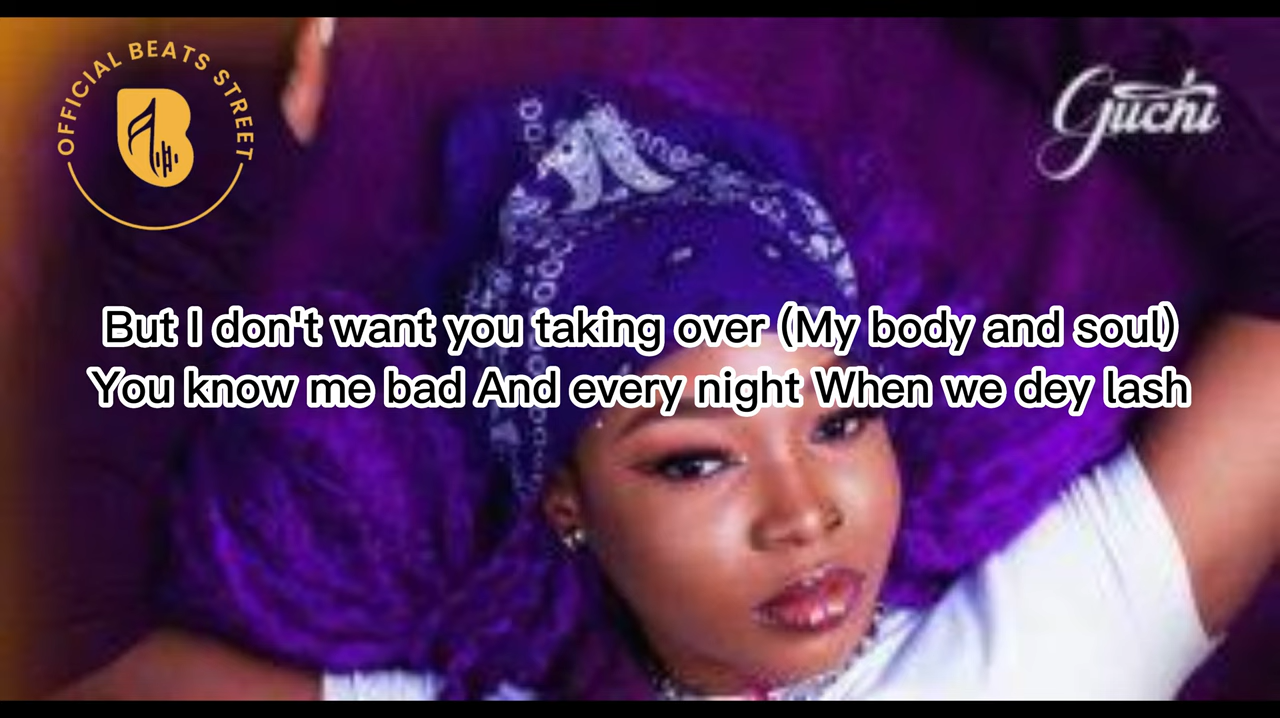 OFFICIAL BEATS STREET
Guchi
But I don't want you taking over (My body and soul)
You know me bad And every night When we dey lash